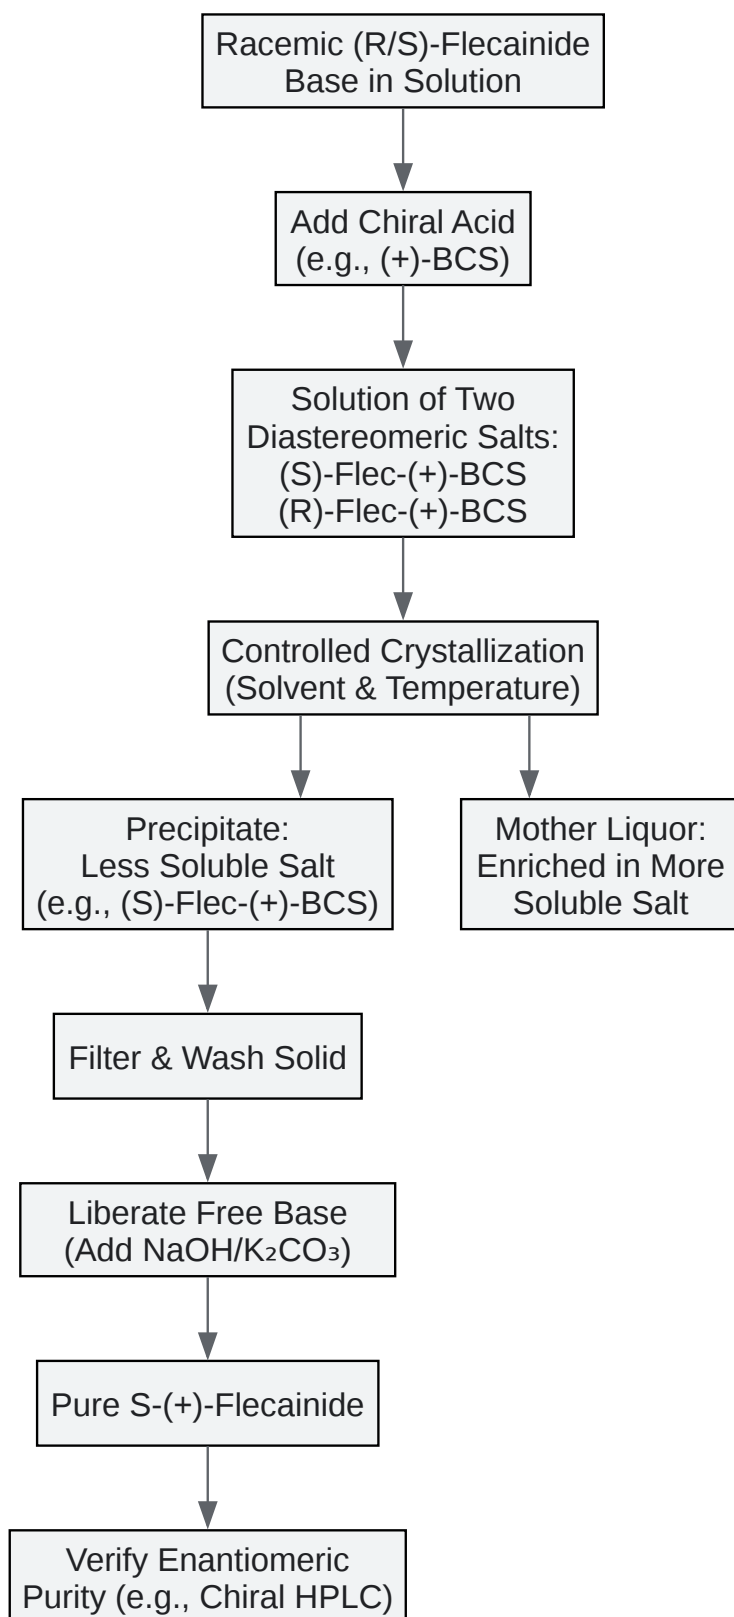 Racemic (R/S)-Flecainide
Base in Solution
Add Chiral Acid
(e.g., (+)-BCS)
Solution of Two
Diastereomeric Salts:
(S)-Flec-(+)-BCS
(R)-Flec-(+)-BCS
Controlled Crystallization
(Solvent & Temperature)
Precipitate:
Less Soluble Salt
(e.g., (S)-Flec-(+)-BCS)
Mother Liquor:
Enriched in More
Soluble Salt
Filter & Wash Solid
Liberate Free Base
(Add NaOH/K₂CO₃)
Pure S-(+)-Flecainide
Verify Enantiomeric
Purity (e.g., Chiral HPLC)